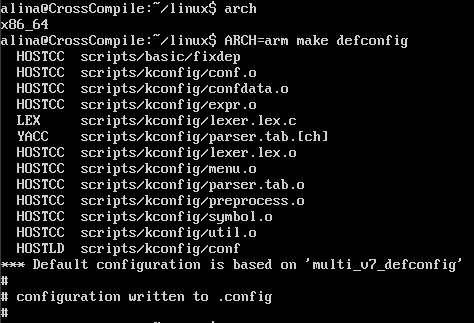 alina@CrossCompile:~/linux$ arch
x86_64
alina@CrossCompile:~/linux$ ARCH=arm make defconfig
HOSTCC scripts/basic/fixdep
HOSTCC scripts/kconfig/conf.o
HOSTCC scripts/kconfig/confdata.o
HOSTCC scripts/kconfig/expr.o
LEX scripts/kconfig/lexer.lex.c
YACC scripts/kconfig/parser.tab.[ch]
HOSTCC scripts/kconfig/lexer.lex.o
HOSTCC scripts/kconfig/menu.o
HOSTCC scripts/kconfig/parser.tab.o
HOSTCC scripts/kconfig/preprocess.o
HOSTCC scripts/kconfig/symbol.o
HOSTCC scripts/kconfig/util.o
HOSTLD scripts/kconfig/conf
*** Default configuration is based on 'multi_v7_defconfig'
#
# configuration written to .config
#